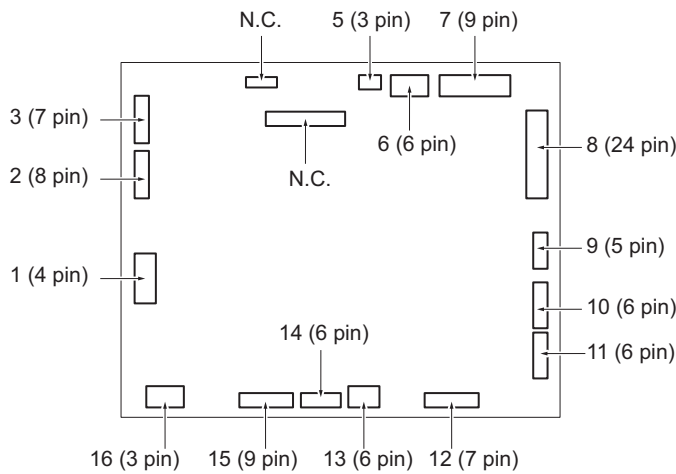 N.C.
5 (3 pin)
7 (9 pin)
3 (7 pin)
6 (6 pin)
8 (24 pin)
2 (8 pin)
N.C.
9 (5 pin)
1 (4 pin)
10 (6 pin)
14 (6 pin)
11 (6 pin)
16 (3 pin)
15 (9 pin)
13 (6 pin)
12 (7 pin)